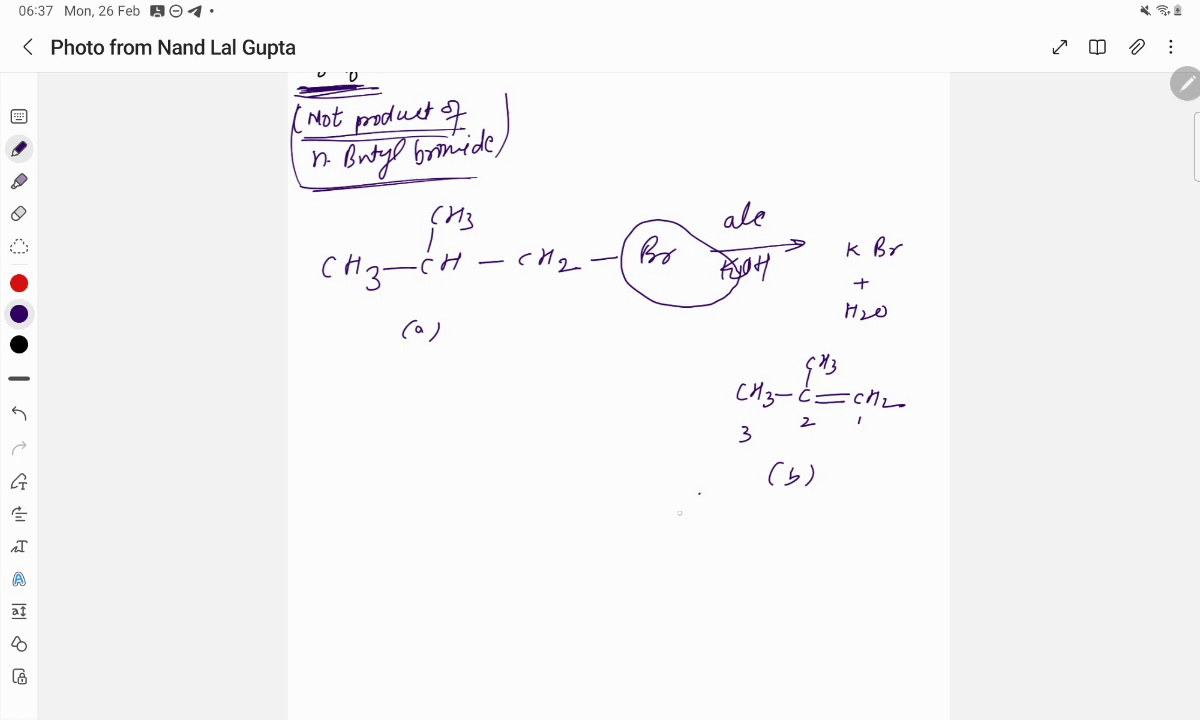 06:37 Mon, 26 Feb
Photo from Nand Lal Gupta
(Not product of
n-Butyl bromide)
CH3
CH3—CH—CH2—Br
alc
KOH
K Br
+
H2O
(a)
CH3
CH3—C=CH2
3 2 1
(b)